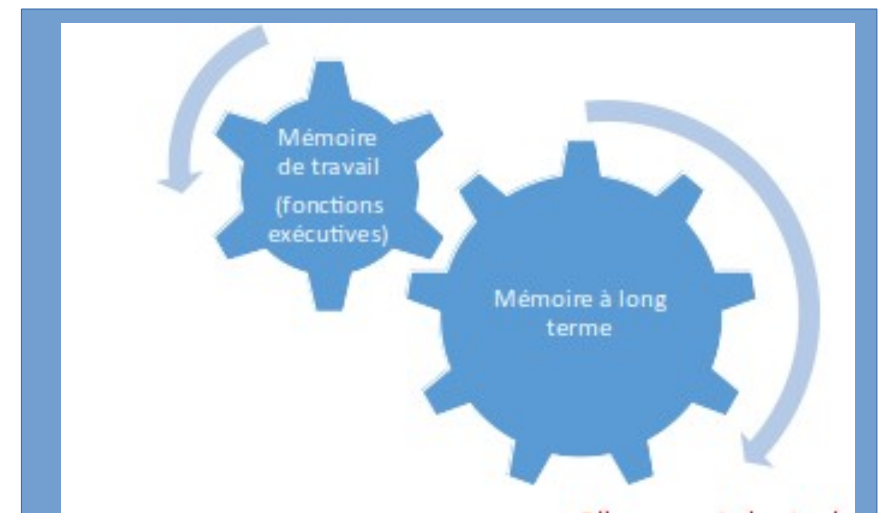 Mémoire
de travail
(fonctions
exécutives)
Mémoire à long
terme